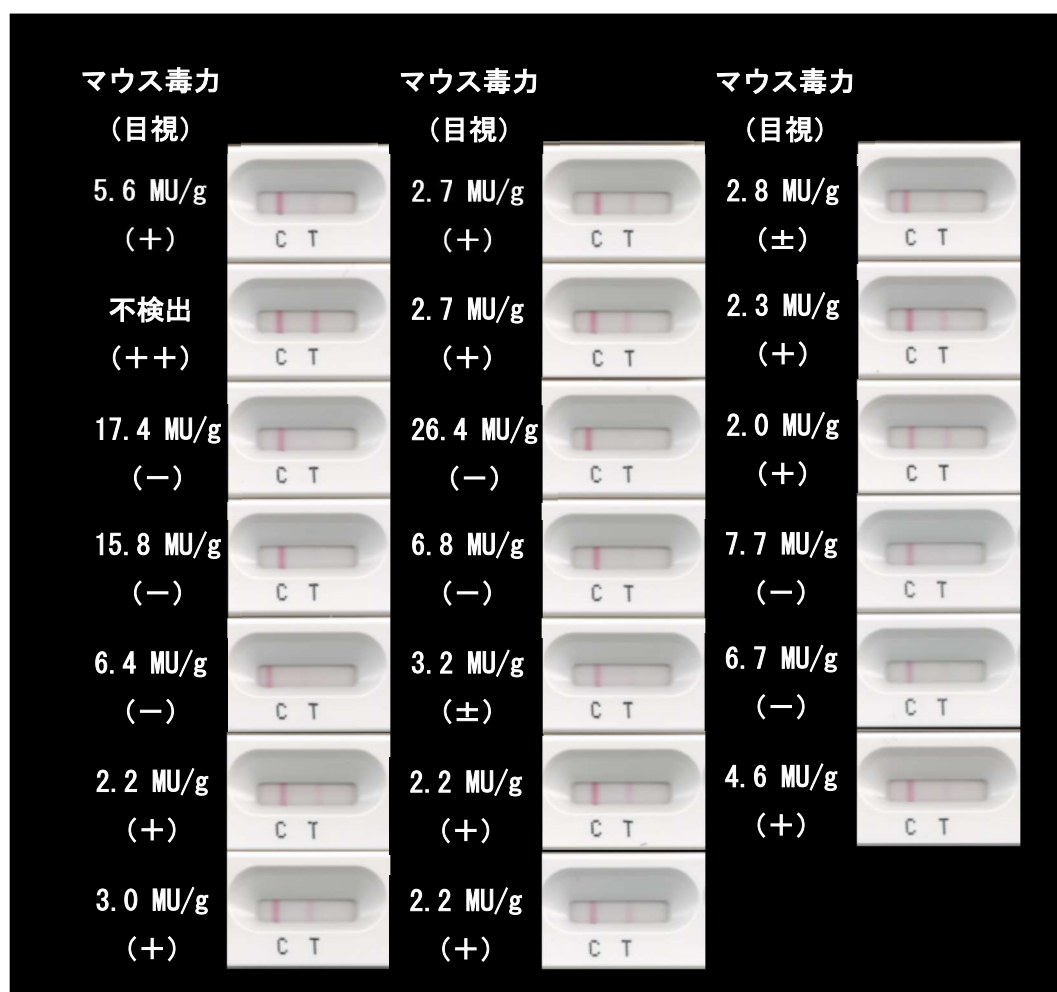 マウス毒力
(目視)
5.6 MU/g
(+)
C T
不検出
(++)
C T
17.4 MU/g
(−)
C T
15.8 MU/g
(−)
C T
6.4 MU/g
(−)
C T
2.2 MU/g
(+)
C T
3.0 MU/g
(+)
C T
マウス毒力
(目視)
2.7 MU/g
(+)
C T
2.7 MU/g
(+)
C T
26.4 MU/g
(−)
C T
6.8 MU/g
(−)
C T
3.2 MU/g
(±)
C T
2.2 MU/g
(+)
C T
2.2 MU/g
(+)
C T
マウス毒力
(目視)
2.8 MU/g
(±)
C T
2.3 MU/g
(+)
C T
2.0 MU/g
(+)
C T
7.7 MU/g
(−)
C T
6.7 MU/g
(−)
C T
4.6 MU/g
(+)
C T